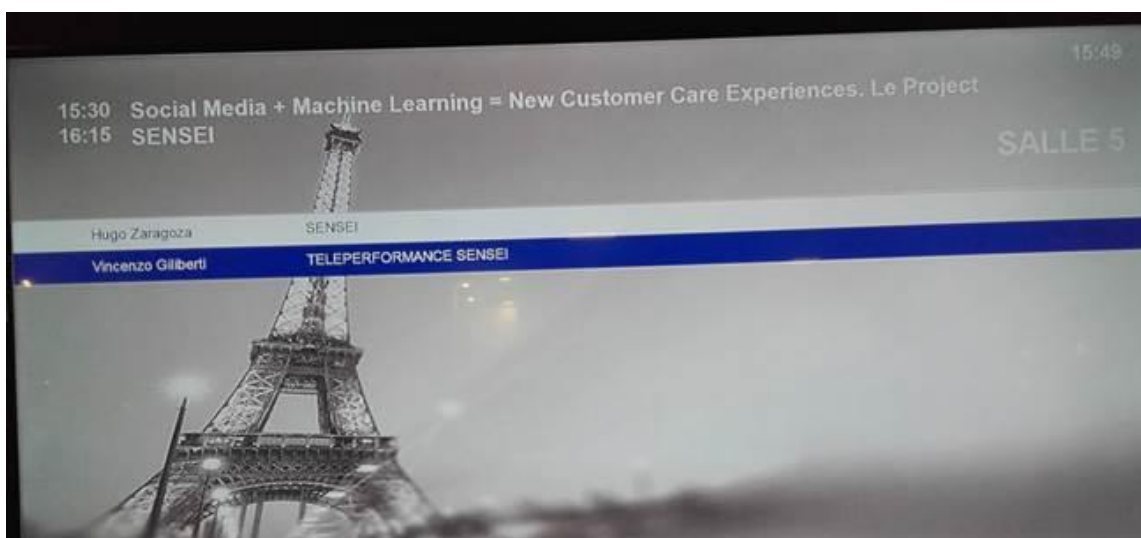 15:49
15:30 Social Media + Machine Learning = New Customer Care Experiences. Le Project
16:15 SENSEI
SALLE 5
Hugo Zaragoza SENSEI
Vincenzo Giliberti TELEPERFORMANCE SENSEI